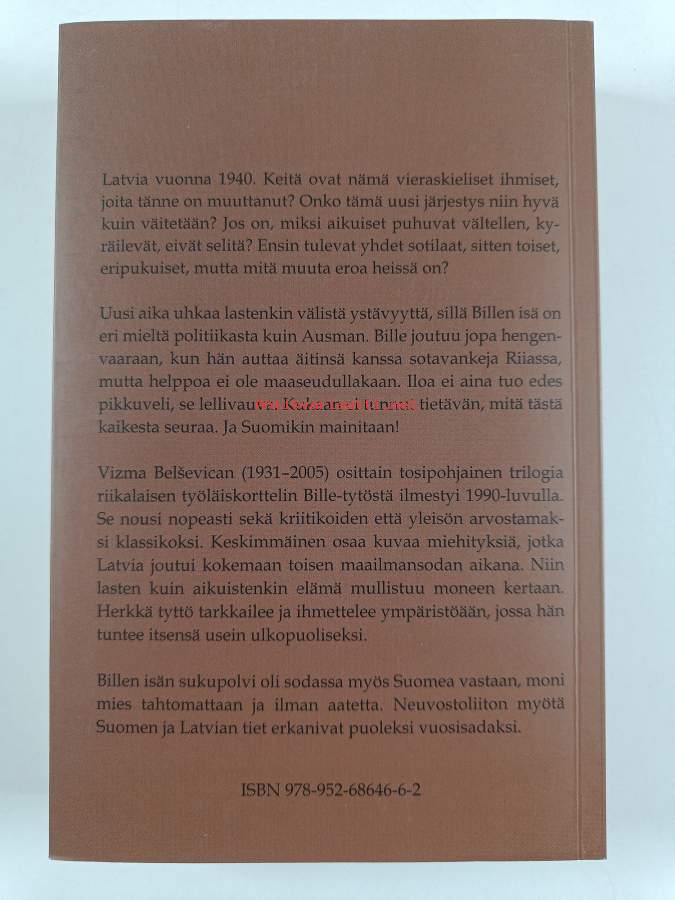 Latvia vuonna 1940. Keitä ovat nämä vieraskieliset ihmiset,
joita tänne on muuttanut? Onko tämä uusi järjestys niin hyvä
kuin väitetään? Jos on, miksi aikuiset puhuvat vältellen, ky-
räilevät, eivät selitä? Ensin tulevat yhdet sotilaat, sitten toiset,
eripukuiset, mutta mitä muuta eroa heissä on?
Uusi aika uhkaa lastenkin välistä ystävyyttä, sillä Billen isä on
eri mieltä politiikasta kuin Ausman. Bille joutuu jopa hengen-
vaaraan, kun hän auttaa äitinsä kanssa sotavankeja Riiassa,
mutta helppoa ei ole maaseudullakaan. Iloa ei aina tuo edes
pikkuveli, se lellivauva. Kukaan ei tunnu tietävän, mitä tästä
kaikesta seuraa. Ja Suomikin mainitaan!
Vizma Belševican (1931–2005) osittain tosipohjainen trilogia
riikalaisen työläiskorttelin Bille-tytöstä ilmestyi 1990-luvulla.
Se nousi nopeasti sekä kriitikoiden että yleisön arvostamak-
si klassikoksi. Keskimmäinen osaa kuvaa miehityksiä, jotka
Latvia joutui kokemaan toisen maailmansodan aikana. Niin
lasten kuin aikuistenkin elämä mullistuu moneen kertaan.
Herkkä tyttö tarkkailee ja ihmettelee ympäristöään, jossa hän
tuntee itsensä usein ulkopuoliseksi.
Billen isän sukupolvi oli sodassa myös Suomea vastaan, moni
mies tahtomattaan ja ilman aatetta. Neuvostoliiton myötä
Suomen ja Latvian tiet erkanivat puoleksi vuosisadaksi.
ISBN 978-952-68646-6-2